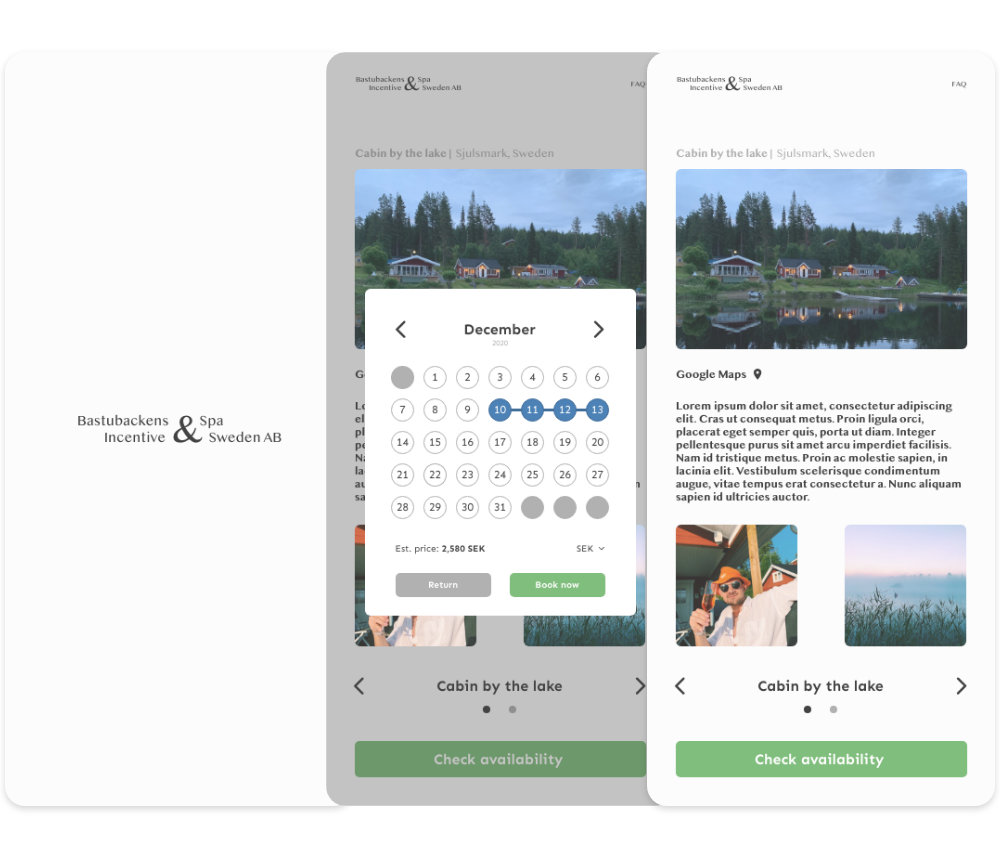 Bastubackens & Spa
Incentive Sweden AB
Bastubackens & Spa
Incentive Sweden AB
FAQ
Cabin by the lake | Sjulsmark, Sweden
December
2020
1 2 3 4 5 6
7 8 9 10 11 12 13
14 15 16 17 18 19 20
21 22 23 24 25 26 27
28 29 30 31
Est. price: 2,580 SEK
SEK
Return
Book now
Cabin by the lake
Check availability
Bastubackens & Spa
Incentive Sweden AB
FAQ
Cabin by the lake | Sjulsmark, Sweden
Google Maps
Lorem ipsum dolor sit amet, consectetur adipiscing
elit. Cras ut consequat metus. Proin ligula orci,
placerat eget semper quis, porta ut diam. Integer
pellentesque purus sit amet arcu imperdiet facilisis.
Nam id tristique metus. Proin ac molestie sapien, in
lacinia elit. Vestibulum scelerisque condimentum
augue, vitae tempus erat consectetur a. Nunc aliquam
sapien id ultricies auctor.
Cabin by the lake
Check availability